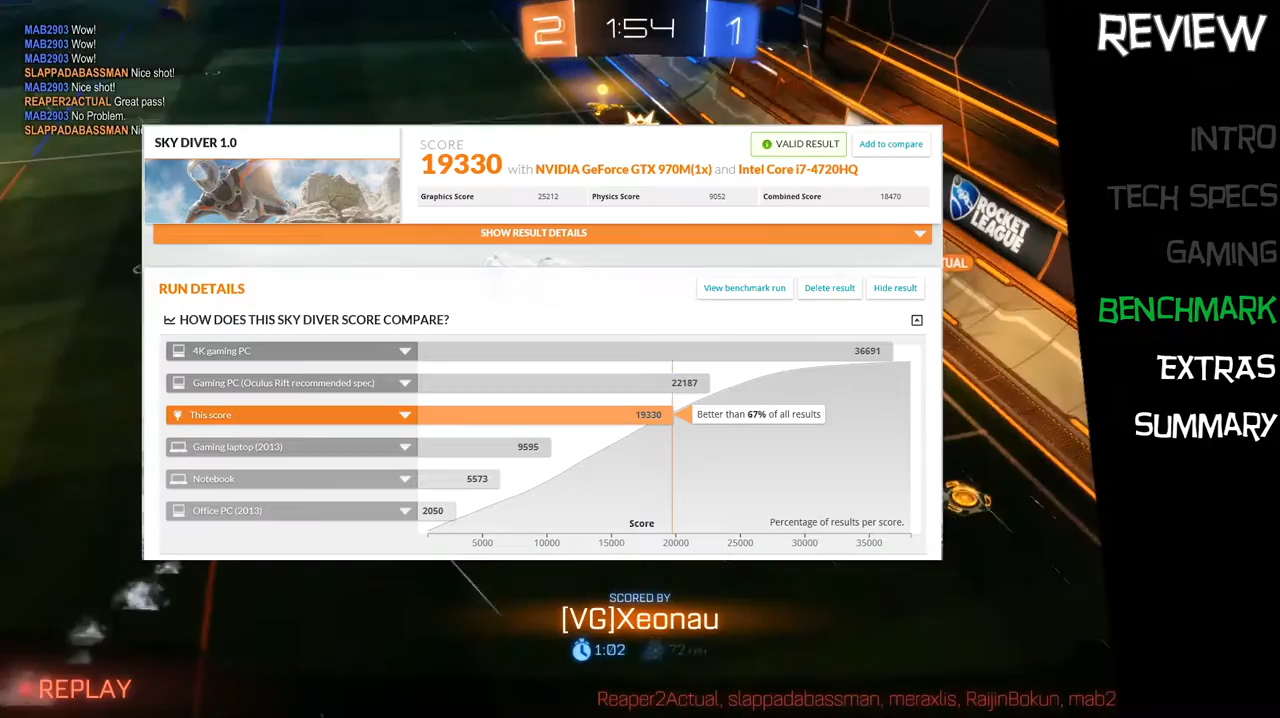 MAB2903 Wow!
MAB2903 Wow!
MAB2903 Wow!
SLAPPADABASSMAN Nice shot!
MAB2903 Nice shot!
REAPER2ACTUAL Great pass!
MAB2903 No Problem.
SLAPPADABASSMAN
2 1:54 1
REVIEW
INTRO
TECH SPECS
GAMING
BENCHMARK
EXTRAS
SUMMARY
SKY DIVER 1.0
SCORE
19330 with NVIDIA GeForce GTX 970M(1x) and Intel Core i7-4720HQ
VALID RESULT
Add to compare
Graphics Score 25212 Physics Score 9052 Combined Score 18470
SHOW RESULT DETAILS
RUN DETAILS
View benchmark run Delete result Hide result
HOW DOES THIS SKY DIVER SCORE COMPARE?
4K gaming PC 36691
Gaming PC (Oculus Rift recommended spec) 22187
This score 19330 Better than 67% of all results
Gaming laptop (2013) 9595
Notebook 5573
Office PC (2013) 2050
Score Percentage of results per score.
5000 10000 15000 20000 25000 30000 35000
ROCKET
LEAGUE
SCORED BY
[VG]Xeonau
1:02
REPLAY
Reaper2Actual, slappadabassman, meraxlis, RaijinBokun, mab2